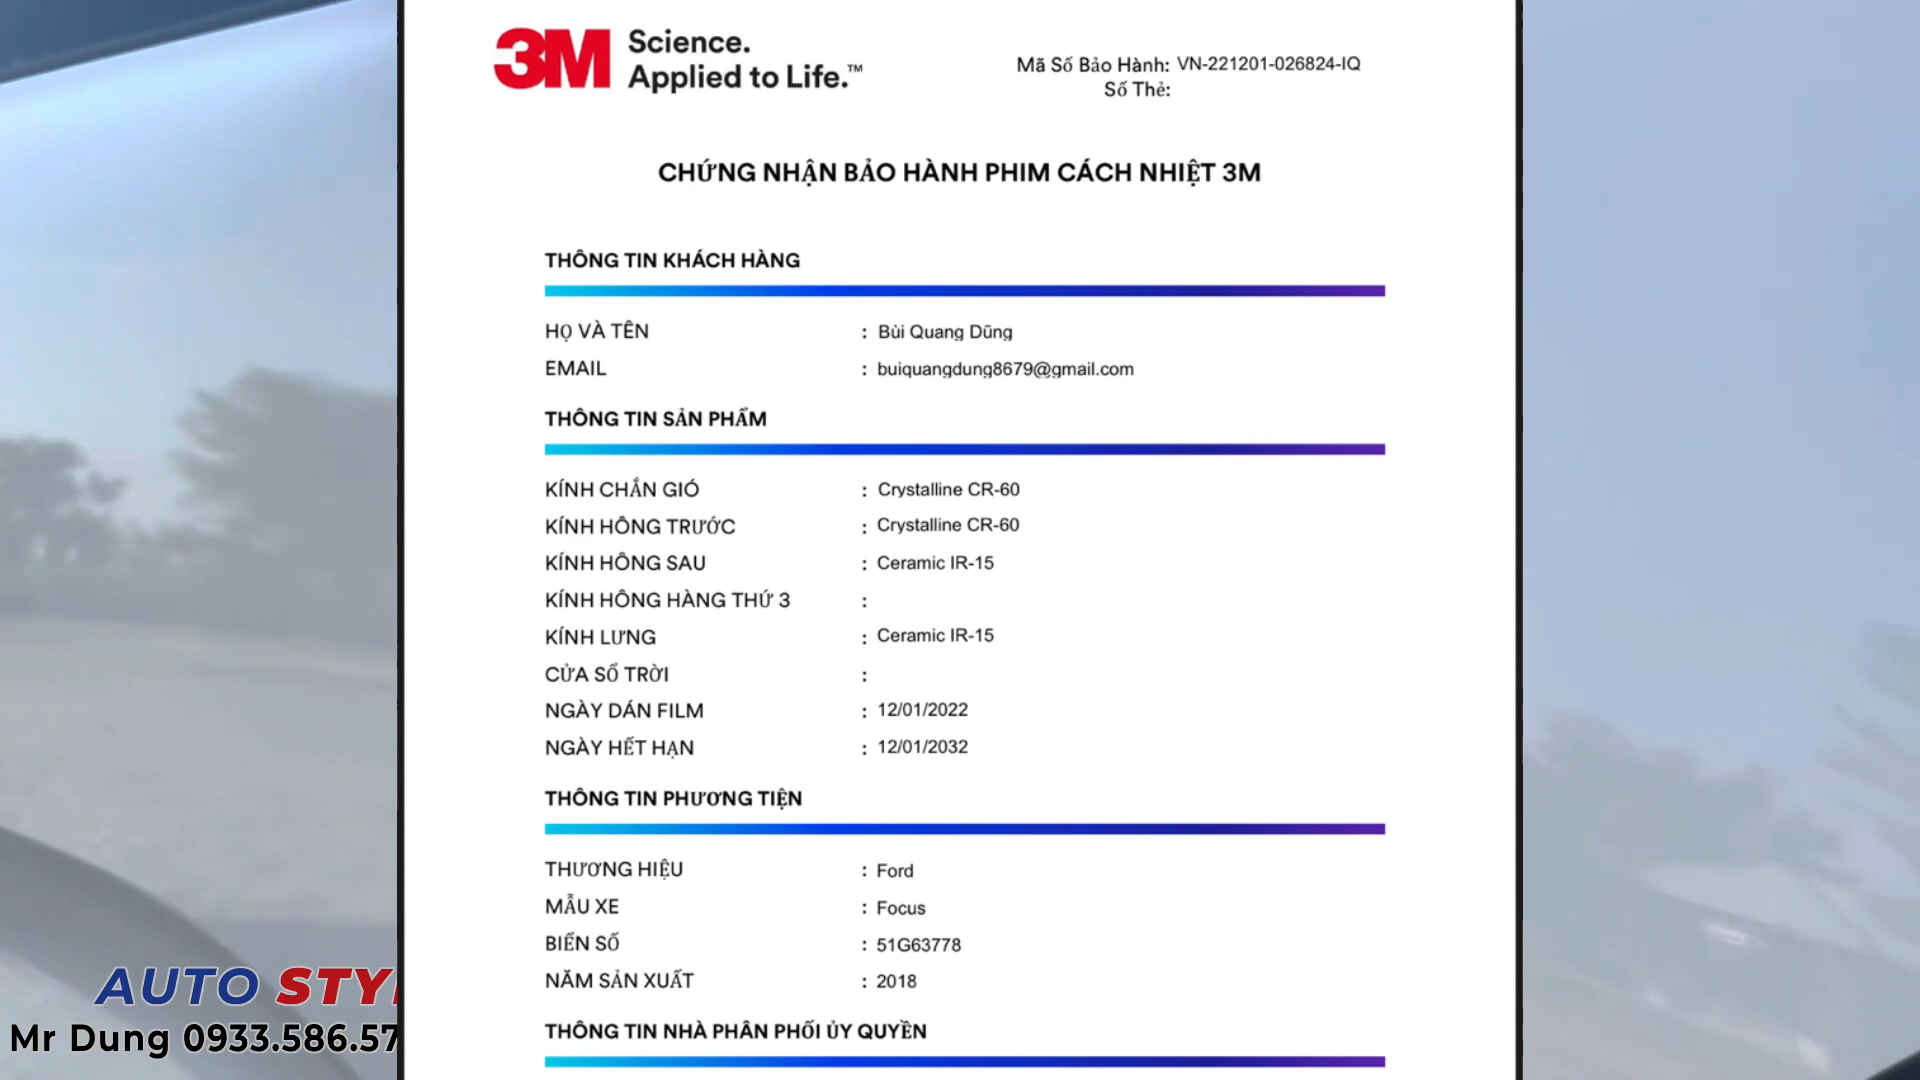 3M Science.
Applied to Life.™
Mã Số Bảo Hành: VN-221201-026824-IQ
Số Thẻ:
CHỨNG NHẬN BẢO HÀNH PHIM CÁCH NHIỆT 3M
THÔNG TIN KHÁCH HÀNG
HỌ VÀ TÊN : Bùi Quang Dũng
EMAIL : buiquangdung8679@gmail.com
THÔNG TIN SẢN PHẨM
KÍNH CHẮN GIÓ : Crystalline CR-60
KÍNH HÔNG TRƯỚC : Crystalline CR-60
KÍNH HÔNG SAU : Ceramic IR-15
KÍNH HÔNG HÀNG THỨ 3 :
KÍNH LƯNG : Ceramic IR-15
CỬA SỔ TRỜI :
NGÀY DÁN FILM : 12/01/2022
NGÀY HẾT HẠN : 12/01/2032
THÔNG TIN PHƯƠNG TIỆN
THƯƠNG HIỆU : Ford
MẪU XE : Focus
BIỂN SỐ : 51G63778
NĂM SẢN XUẤT : 2018
THÔNG TIN NHÀ PHÂN PHỐI ỦY QUYỀN
AUTO STY
Mr Dung 0933.586.57